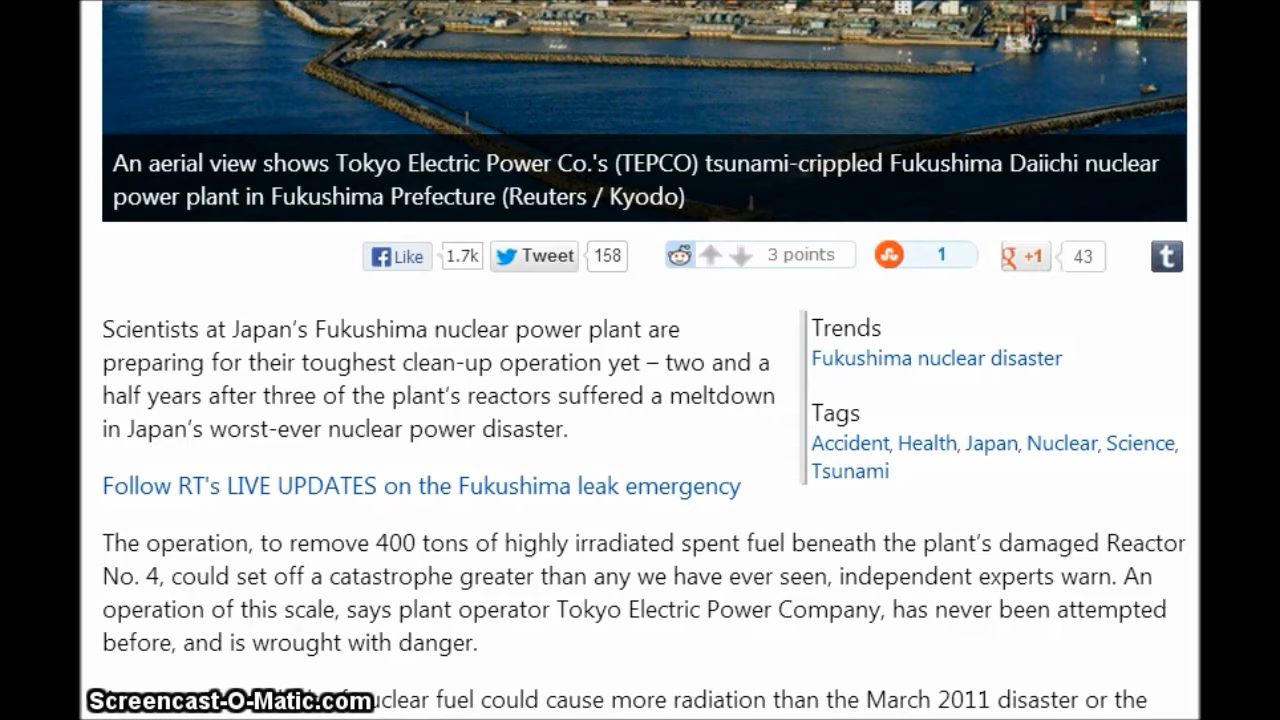 An aerial view shows Tokyo Electric Power Co.'s (TEPCO) tsunami-crippled Fukushima Daiichi nuclear
power plant in Fukushima Prefecture (Reuters / Kyodo)
Like 1.7k Tweet 158 3 points 1 +1 43 t
Scientists at Japan's Fukushima nuclear power plant are
preparing for their toughest clean-up operation yet – two and a
half years after three of the plant's reactors suffered a meltdown
in Japan's worst-ever nuclear power disaster.
Follow RT's LIVE UPDATES on the Fukushima leak emergency
Trends
Fukushima nuclear disaster
Tags
Accident, Health, Japan, Nuclear, Science,
Tsunami
The operation, to remove 400 tons of highly irradiated spent fuel beneath the plant's damaged Reactor
No. 4, could set off a catastrophe greater than any we have ever seen, independent experts warn. An
operation of this scale, says plant operator Tokyo Electric Power Company, has never been attempted
before, and is wrought with danger.
fuel could cause more radiation than the March 2011 disaster or the
Screencast-O-Matic.com